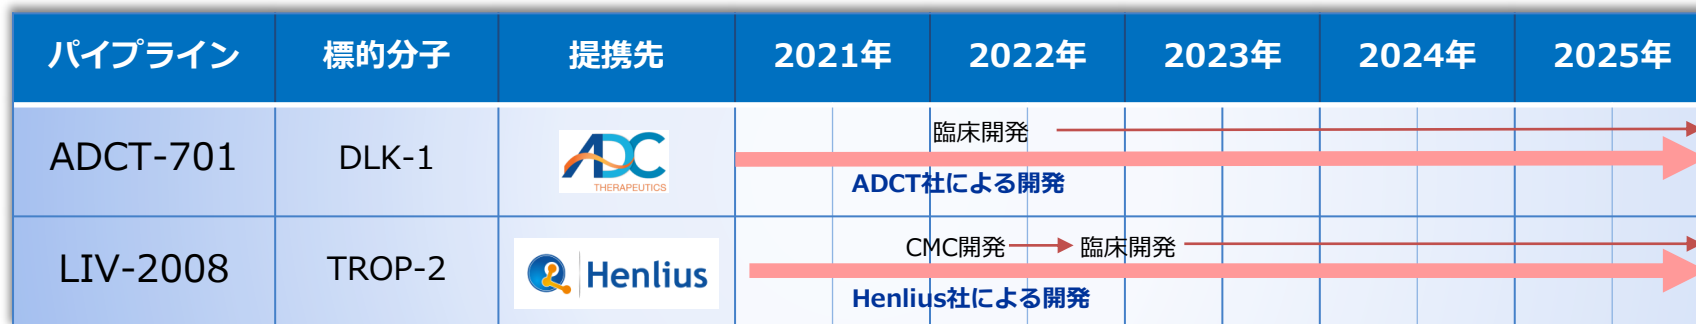 パイプライン 標的分子 提携先 2021年 2022年 2023年 2024年 2025年
ADCT-701 DLK-1 ADC THERAPEUTICS 臨床開発
ADCT社による開発
LIV-2008 TROP-2 Henlius CMC開発 臨床開発
Henlius社による開発